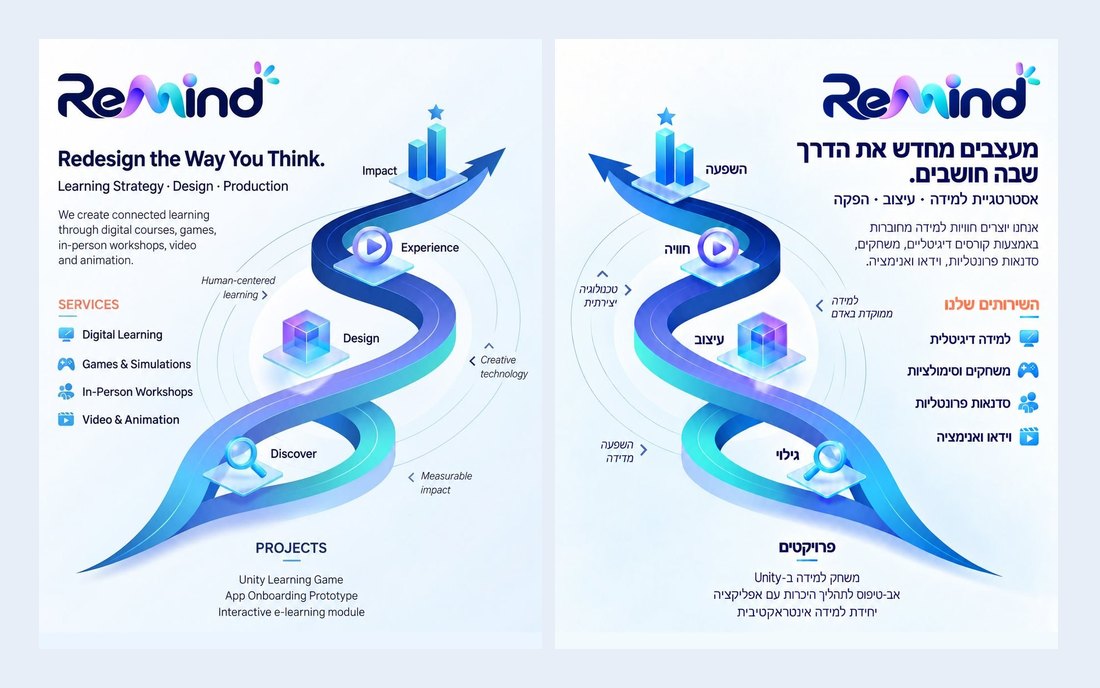 ReMind
Redesign the Way You Think.
Learning Strategy · Design · Production
We create connected learning
through digital courses, games,
in-person workshops, video
and animation.
Impact
Experience
Human-centered
learning
Design
Creative
technology
SERVICES
Digital Learning
Games & Simulations
In-Person Workshops
Video & Animation
Discover
Measurable
impact
PROJECTS
Unity Learning Game
App Onboarding Prototype
Interactive e-learning module
ReMind
מעצבים מחדש את הדרך
שבה חושבים.
אסטרטגיית למידה · עיצוב · הפקה
אנחנו יוצרים חוויות למידה מחוברות
באמצעות קורסים דיגיטליים, משחקים,
סדנאות פרונטליות, וידאו ואנימציה.
השפעה
חוויה
טכנולוגיה
יצירתית
למידה
ממוקדת באדם
עיצוב
השירותים שלנו
למידה דיגיטלית
משחקים וסימולציות
סדנאות פרונטליות
וידאו ואנימציה
השפעה
מדידה
גילוי
פרויקטים
משחק למידה ב-Unity
אב-טיפוס לתהליך היכרות עם אפליקציה
יחידת למידה אינטראקטיבית